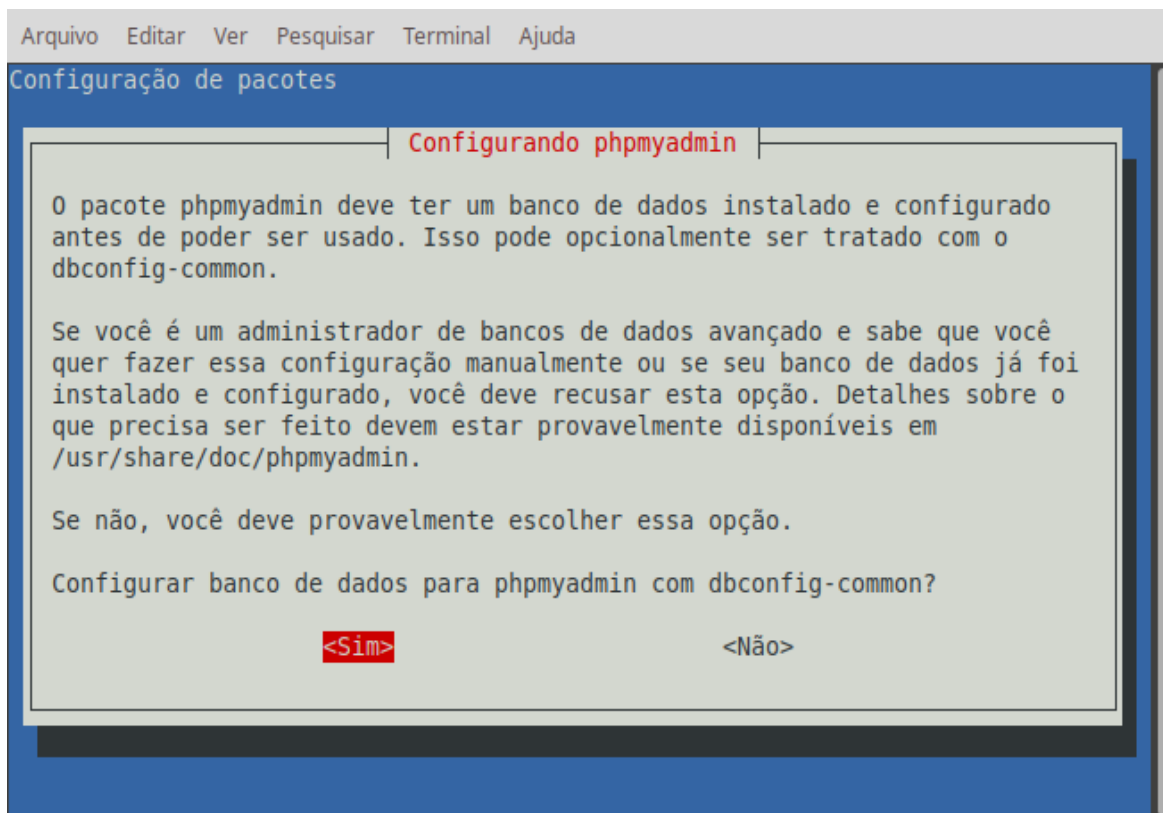 Arquivo Editar Ver Pesquisar Terminal Ajuda
Configuração de pacotes
Configurando phpmyadmin
O pacote phpmyadmin deve ter um banco de dados instalado e configurado
antes de poder ser usado. Isso pode opcionalmente ser tratado com o
dbconfig-common.
Se você é um administrador de bancos de dados avançado e sabe que você
quer fazer essa configuração manualmente ou se seu banco de dados já foi
instalado e configurado, você deve recusar esta opção. Detalhes sobre o
que precisa ser feito devem estar provavelmente disponíveis em
/usr/share/doc/phpmyadmin.
Se não, você deve provavelmente escolher essa opção.
Configurar banco de dados para phpmyadmin com dbconfig-common?
<Sim> <Não>